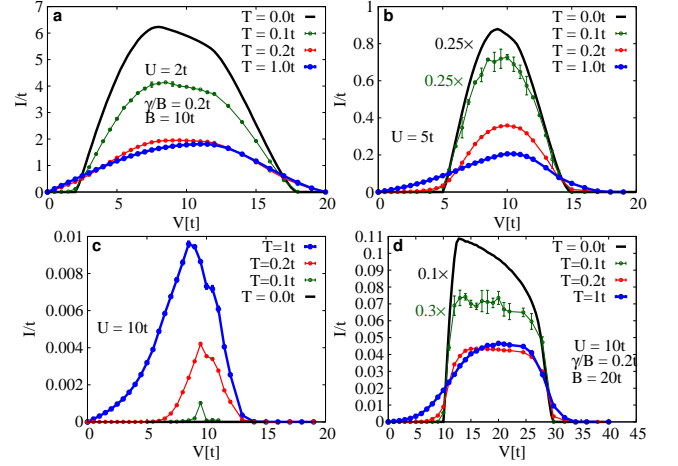 a
T = 0.0t
T = 0.1t
T = 0.2t
T = 1.0t
U = 2t
γ/B = 0.2t
B = 10t
I/t
7
6
5
4
3
2
1
0
0 5 10 15 20
V[t]
b
T = 0.0t
T = 0.1t
T = 0.2t
T = 1.0t
0.25×
0.25×
U = 5t
I/t
1
0.8
0.6
0.4
0.2
0
0 5 10 15 20
V[t]
c
T=1t
T=0.2t
T=0.1t
T = 0.0t
U = 10t
I/t
0.01
0.008
0.006
0.004
0.002
0
0 5 10 15 20
V[t]
d
T = 0.0t
T=0.1t
T=0.2t
T=1t
0.1×
0.3×
U = 10t
γ/B = 0.2t
B = 20t
I/t
0.11
0.1
0.09
0.08
0.07
0.06
0.05
0.04
0.03
0.02
0.01
0
0 5 10 15 20 25 30 35 40 45
V[t]